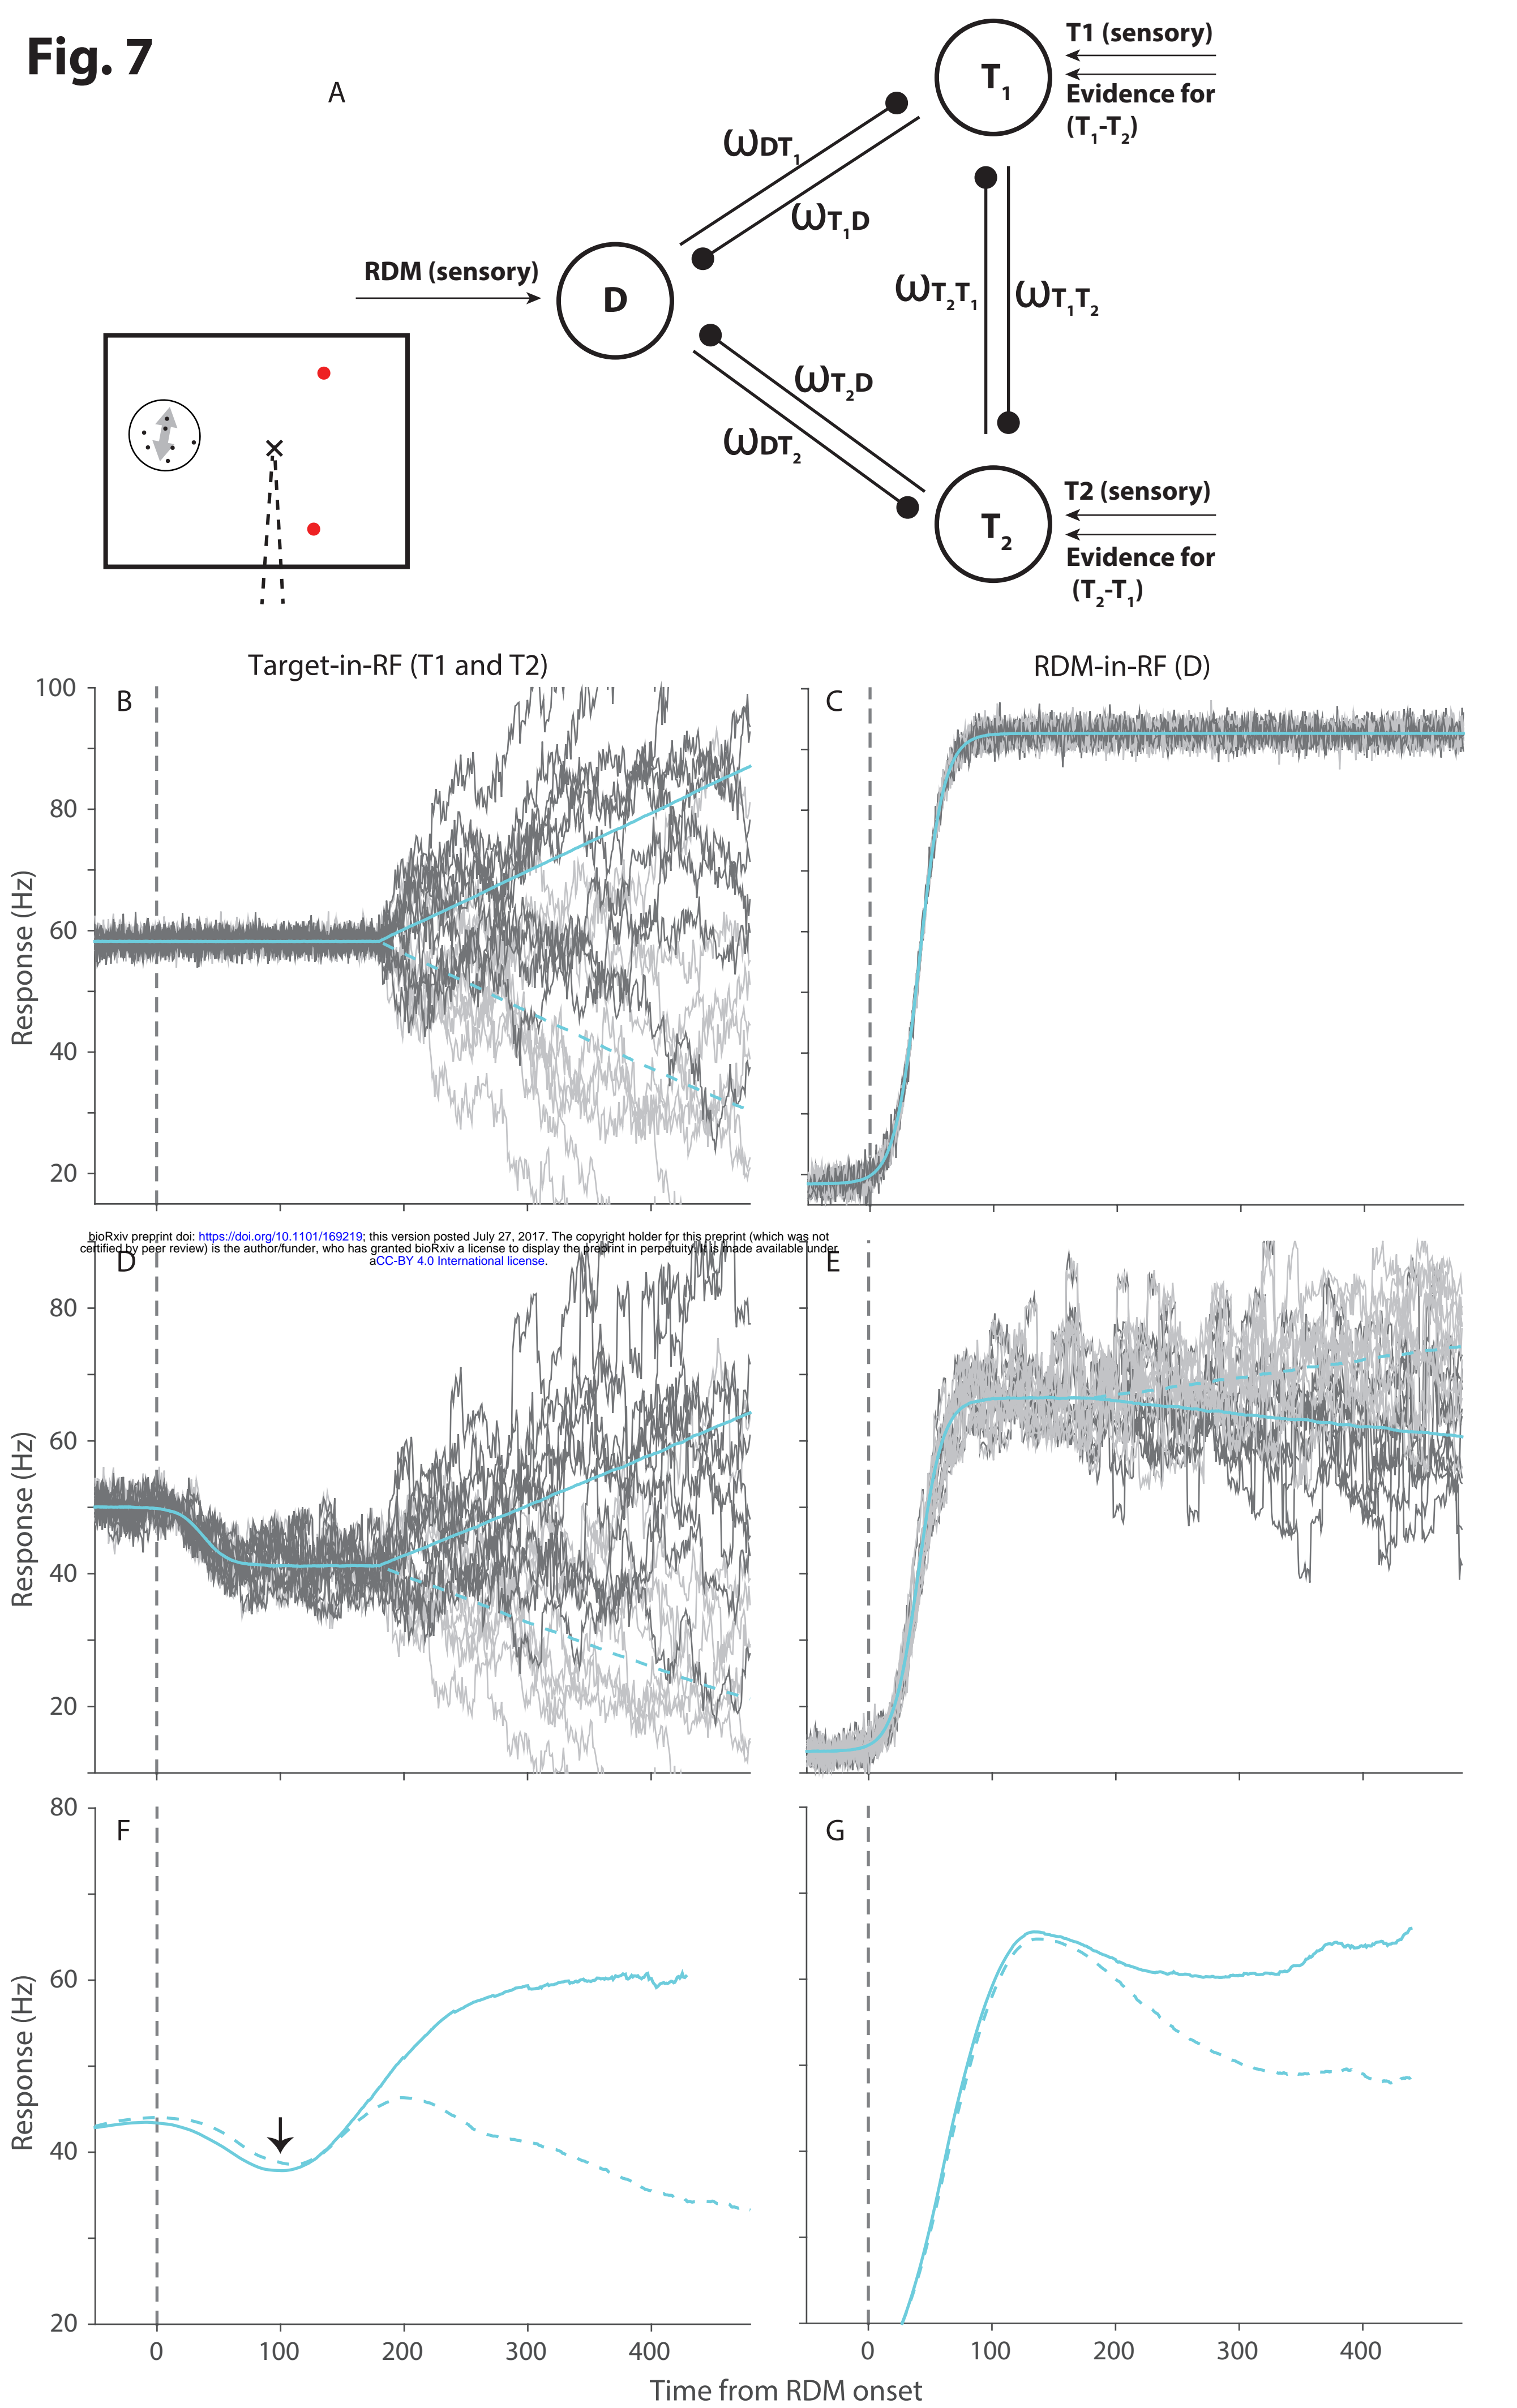 Fig. 7
A
T1 (sensory)
T1
Evidence for
(T1-T2)
ωDT1
ωT1D
RDM (sensory)
D
ωT2T1
ωT1T2
ωT2D
ωDT2
T2 (sensory)
T2
Evidence for
(T2-T1)
Target-in-RF (T1 and T2)
RDM-in-RF (D)
B
C
100
80
60
40
20
Response (Hz)
bioRxiv preprint doi: https://doi.org/10.1101/169219; this version posted July 27, 2017. The copyright holder for this preprint (which was not
certified by peer review) is the author/funder, who has granted bioRxiv a license to display the preprint in perpetuity. It is made available under
aCC-BY 4.0 International license.
D
E
80
60
40
20
Response (Hz)
F
G
80
60
40
20
Response (Hz)
0 100 200 300 400
0 100 200 300 400
Time from RDM onset